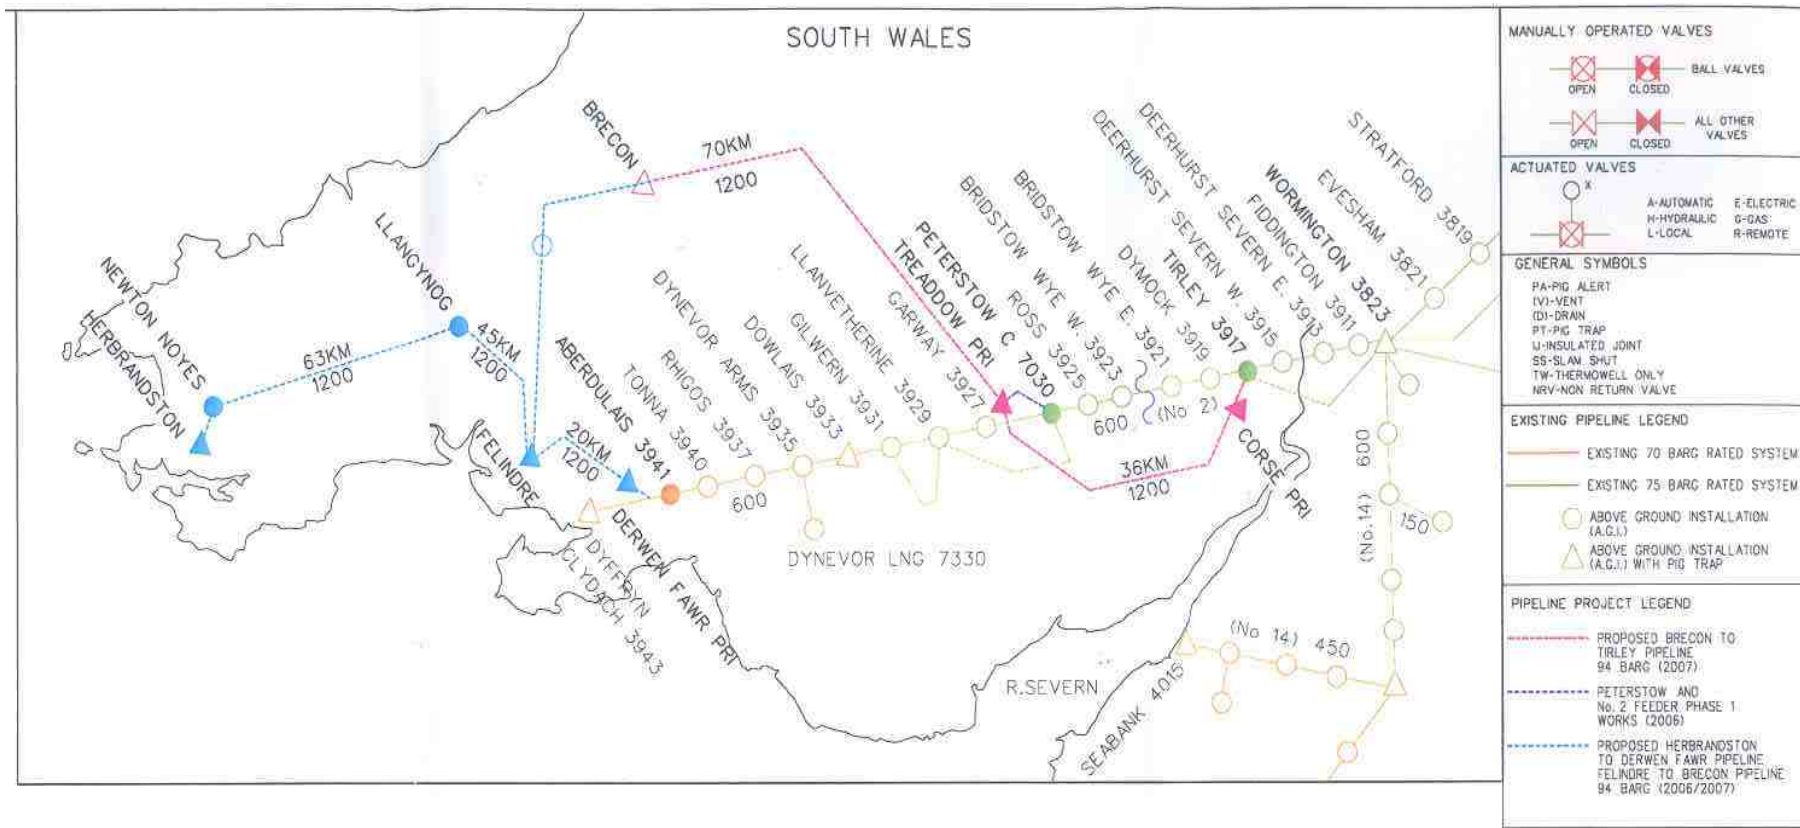 SOUTH WALES
BRECON
70KM
1200
LLANGYNOG
NEWTON NOYES
HERBRANDSTON
63KM
1200
45KM
1200
FELINDRE
20KM
1200
ABERDULAIS 3941
TONNA 3940
RHIGOS 3937
DYNEVOR ARMS 3935
DOWLAIS 3933
GILWERN 3931
LLANVETHERINE 3929
GARWAY 3927
TREADDOW PRI
PETERSTOW C 7030
ROSS 3925
BRIDSTOW WYE W. 3923
BRIDSTOW WYE E. 3921
DYMOCK 3919
TIRLEY 3917
DEERHURST SEVERN W. 3915
DEERHURST SEVERN E. 3913
FIDDINGTON 3911
WORMINGTON 3823
EVESHAM 3821
STRATFORD 3819
600
600
(No 2)
36KM
1200
CORSE PRI
600
(No.14)
150
DERWEN FAWR PRI
DYFFRYN
CLYDACH 3943
DYNEVOR LNG 7330
R.SEVERN
SEABANK 4015
(No 14) 450
MANUALLY OPERATED VALVES
BALL VALVES
OPEN CLOSED
ALL OTHER
VALVES
OPEN CLOSED
ACTUATED VALVES
X
A-AUTOMATIC E-ELECTRIC
H-HYDRAULIC G-GAS
L-LOCAL R-REMOTE
GENERAL SYMBOLS
PA-PIG ALERT
(V)-VENT
(D)-DRAIN
PT-PIG TRAP
IJ-INSULATED JOINT
SS-SLAM SHUT
TW-THERMOWELL ONLY
NRV-NON RETURN VALVE
EXISTING PIPELINE LEGEND
EXISTING 70 BARG RATED SYSTEM
EXISTING 75 BARG RATED SYSTEM
ABOVE GROUND INSTALLATION
(A.G.I.)
ABOVE GROUND INSTALLATION
(A.G.I.) WITH PIG TRAP
PIPELINE PROJECT LEGEND
PROPOSED BRECON TO
TIRLEY PIPELINE
94 BARG (2007)
PETERSTOW AND
No. 2 FEEDER PHASE 1
WORKS (2006)
PROPOSED HERBRANDSTON
TO DERWEN FAWR PIPELINE
FELINDRE TO BRECON PIPELINE
94 BARG (2006/2007)